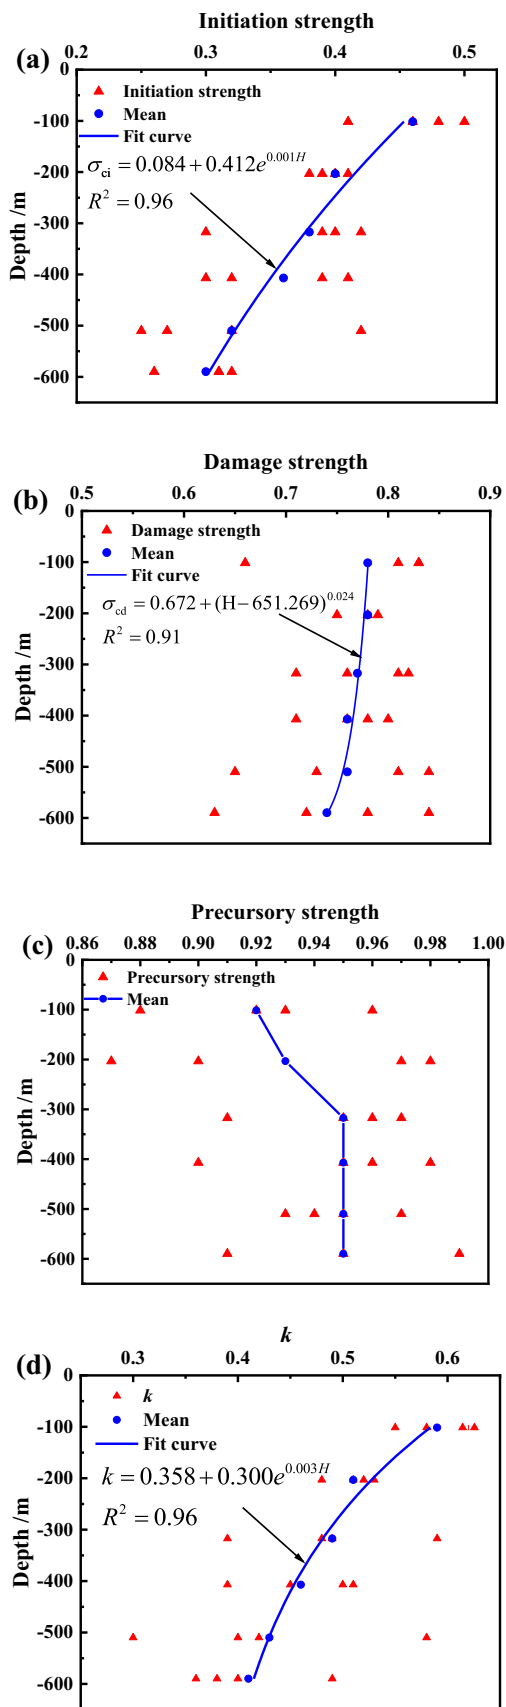 Initiation strength
(a)
0.2 0.3 0.4 0.5
0
-100
-200
-300
-400
-500
-600
Depth /m
Initiation strength
Mean
Fit curve
σci = 0.084 + 0.412e^0.001H
R² = 0.96
Damage strength
(b)
0.5 0.6 0.7 0.8 0.9
0
-100
-200
-300
-400
-500
-600
Depth /m
Damage strength
Mean
Fit curve
σcd = 0.672 + (H − 651.269)^0.024
R² = 0.91
Precursory strength
(c)
0.86 0.88 0.90 0.92 0.94 0.96 0.98 1.00
0
-100
-200
-300
-400
-500
-600
Depth /m
Precursory strength
Mean
k
(d)
0.3 0.4 0.5 0.6
0
-100
-200
-300
-400
-500
-600
Depth /m
k
Mean
Fit curve
k = 0.358 + 0.300e^0.003H
R² = 0.96